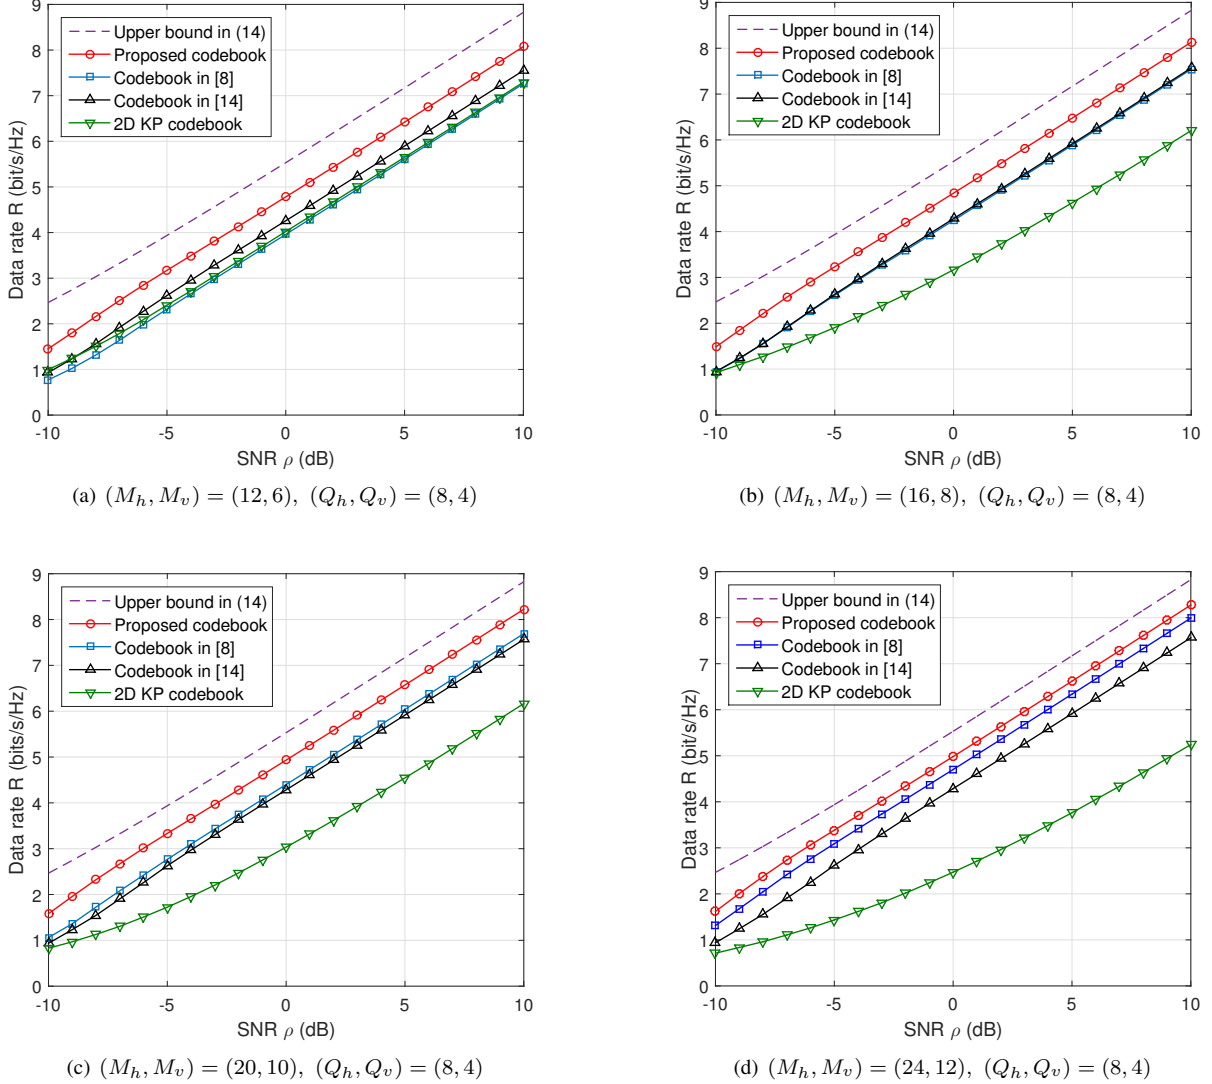 9
8
7
6
5
4
3
2
1
0
Data rate R (bit/s/Hz)
Upper bound in (14)
Proposed codebook
Codebook in [8]
Codebook in [14]
2D KP codebook
-10 -5 0 5 10
SNR ρ (dB)
(a) (M_h, M_v) = (12, 6), (Q_h, Q_v) = (8, 4)
9
8
7
6
5
4
3
2
1
0
Data rate R (bit/s/Hz)
Upper bound in (14)
Proposed codebook
Codebook in [8]
Codebook in [14]
2D KP codebook
-10 -5 0 5 10
SNR ρ (dB)
(b) (M_h, M_v) = (16, 8), (Q_h, Q_v) = (8, 4)
9
8
7
6
5
4
3
2
1
0
Data rate R (bits/s/Hz)
Upper bound in (14)
Proposed codebook
Codebook in [8]
Codebook in [14]
2D KP codebook
-10 -5 0 5 10
SNR ρ (dB)
(c) (M_h, M_v) = (20, 10), (Q_h, Q_v) = (8, 4)
9
8
7
6
5
4
3
2
1
0
Data rate R (bit/s/Hz)
Upper bound in (14)
Proposed codebook
Codebook in [8]
Codebook in [14]
2D KP codebook
-10 -5 0 5 10
SNR ρ (dB)
(d) (M_h, M_v) = (24, 12), (Q_h, Q_v) = (8, 4)